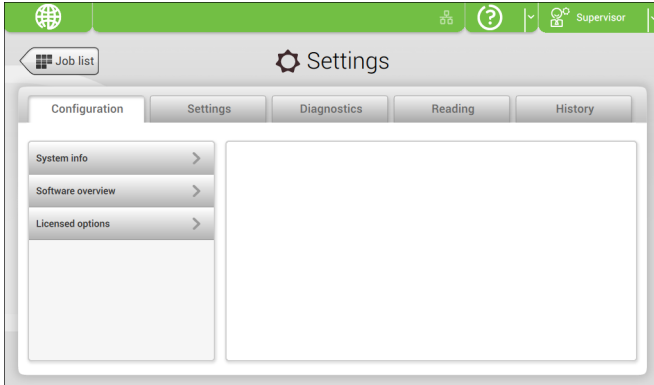 Supervisor
Job list
Settings
Configuration
Settings
Diagnostics
Reading
History
System info
Software overview
Licensed options